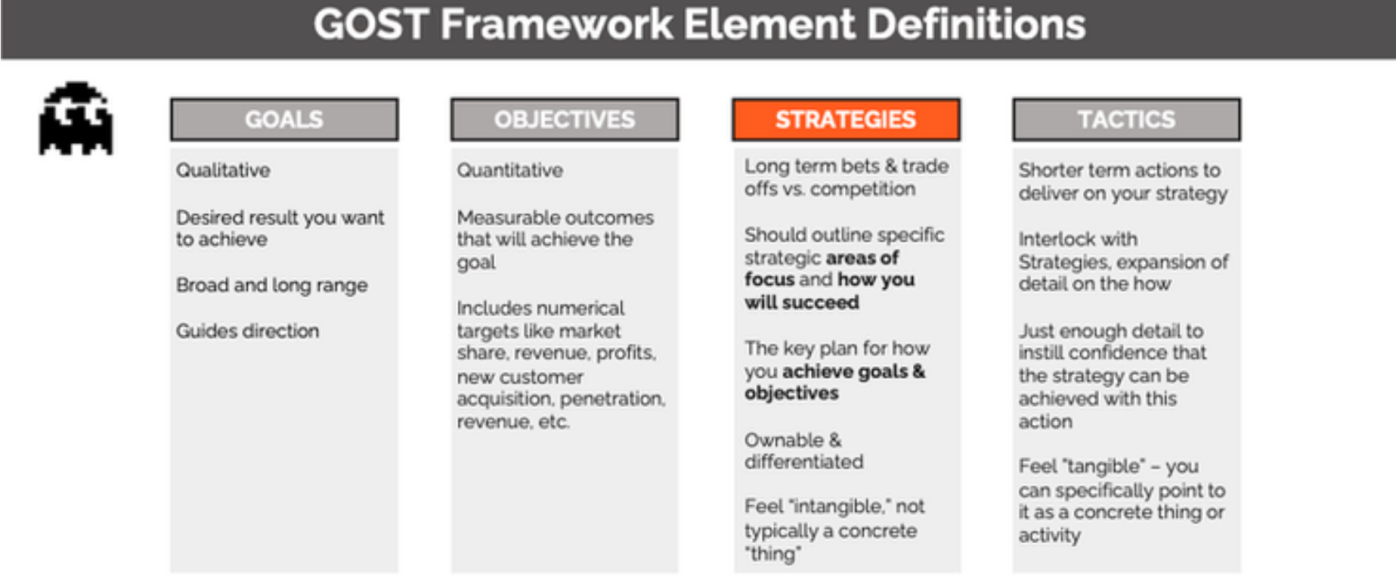 GOST Framework Element Definitions
GOALS
Qualitative
Desired result you want
to achieve
Broad and long range
Guides direction
OBJECTIVES
Quantitative
Measurable outcomes
that will achieve the
goal
Includes numerical
targets like market
share, revenue, profits,
new customer
acquisition, penetration,
revenue, etc.
STRATEGIES
Long term bets & trade
offs vs. competition
Should outline specific
strategic areas of
focus and how you
will succeed
The key plan for how
you achieve goals &
objectives
Ownable &
differentiated
Feel "intangible," not
typically a concrete
"thing"
TACTICS
Shorter term actions to
deliver on your strategy
Interlock with
Strategies, expansion of
detail on the how
Just enough detail to
instill confidence that
the strategy can be
achieved with this
action
Feel "tangible" – you
can specifically point to
it as a concrete thing or
activity